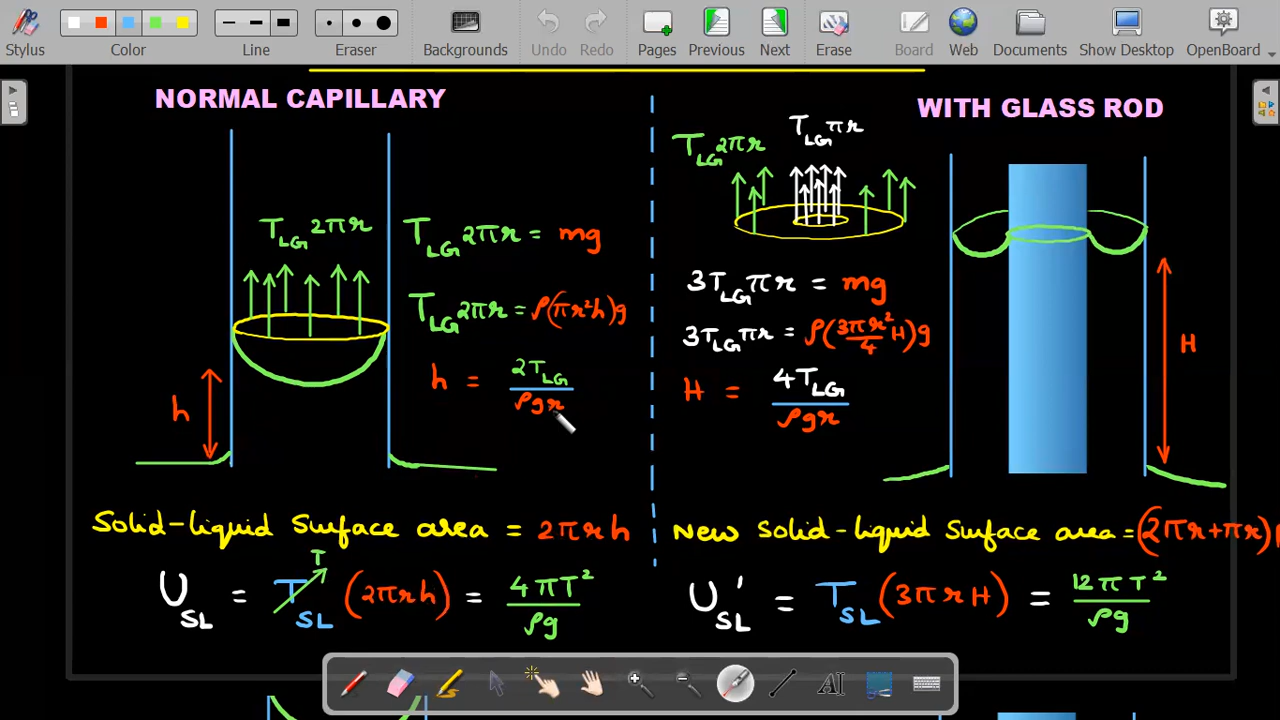 Stylus Color Line Eraser Backgrounds Undo Redo Pages Previous Next Erase Board Web Documents Show Desktop OpenBoard
NORMAL CAPILLARY
T_LG 2πr
T_LG 2πr = mg
T_LG 2πr = ρ(πr²h)g
h = 2T_LG / ρgr
h
Solid-liquid Surface area = 2πrh
U_SL = T_SL (2πrh) = 4πT² / ρg
T
WITH GLASS ROD
T_LG 2πr
T_LG πr
3T_LG πr = mg
3T_LG πr = ρ(3πr²/4 H)g
H = 4T_LG / ρgr
H
New Solid-liquid Surface area = (2πr+πr)
U_SL' = T_SL (3πrH) = 12πT² / ρg
AI